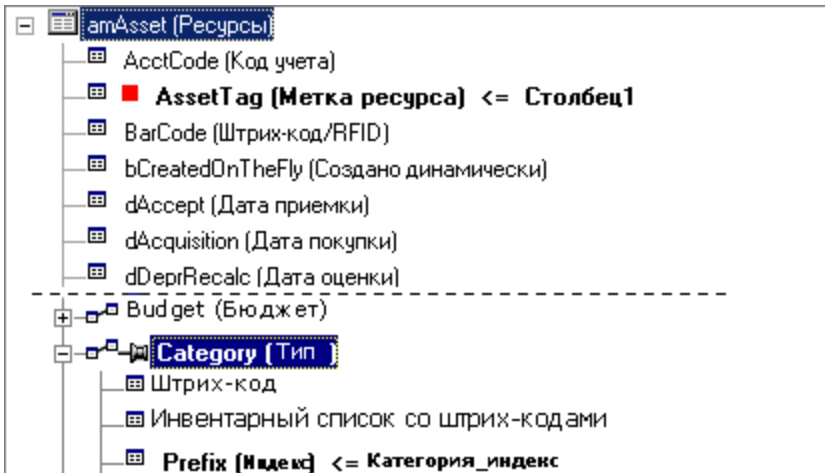 amAsset (Ресурсы)
AcctCode (Код учета)
AssetTag (Метка ресурса) <= Столбец1
BarCode (Штрих-код/RFID)
bCreatedOnTheFly (Создано динамически)
dAccept (Дата приемки)
dAcquisition (Дата покупки)
dDeprRecalc (Дата оценки)
Budget (Бюджет)
Category (Тип )
Штрих-код
Инвентарный список со штрих-кодами
Prefix (Индекс) <= Категория_индекс